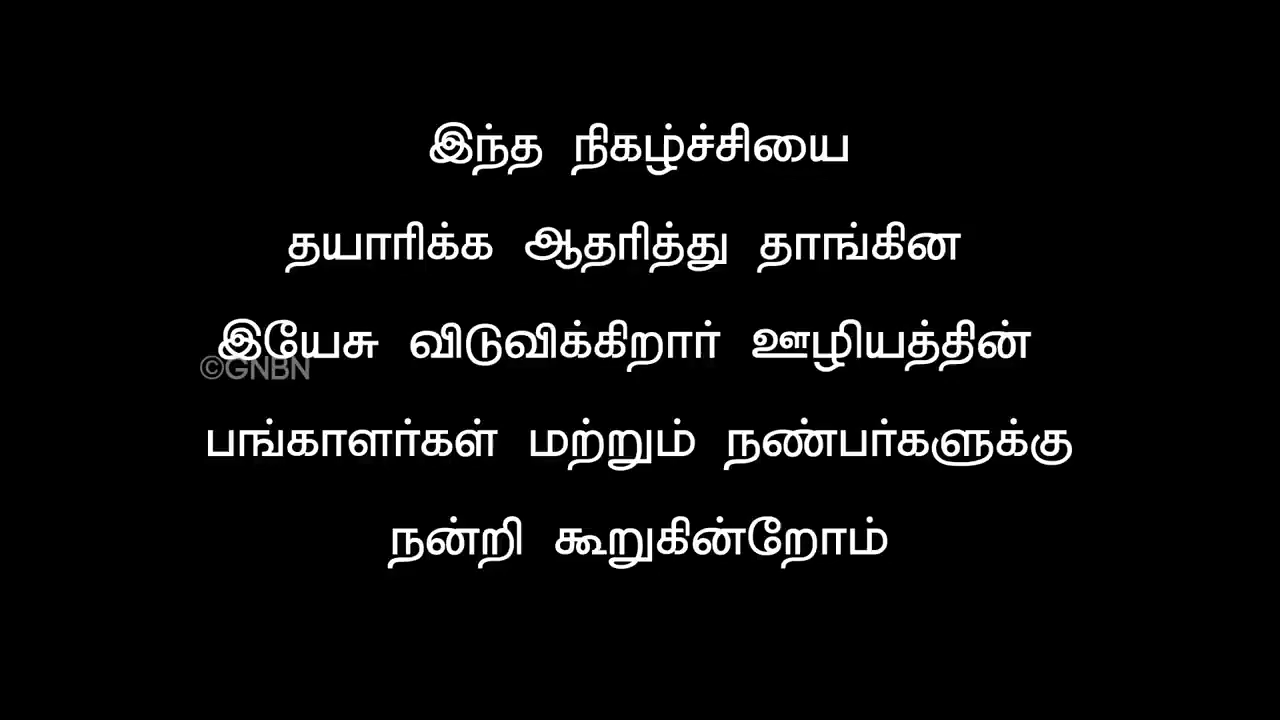 இந்த நிகழ்ச்சியை
தயாரிக்க ஆதரித்து தாங்கின
இயேசு விடுவிக்கிறார் ஊழியத்தின்
©GNBN
பங்காளர்கள் மற்றும் நண்பர்களுக்கு
நன்றி கூறுகின்றோம்